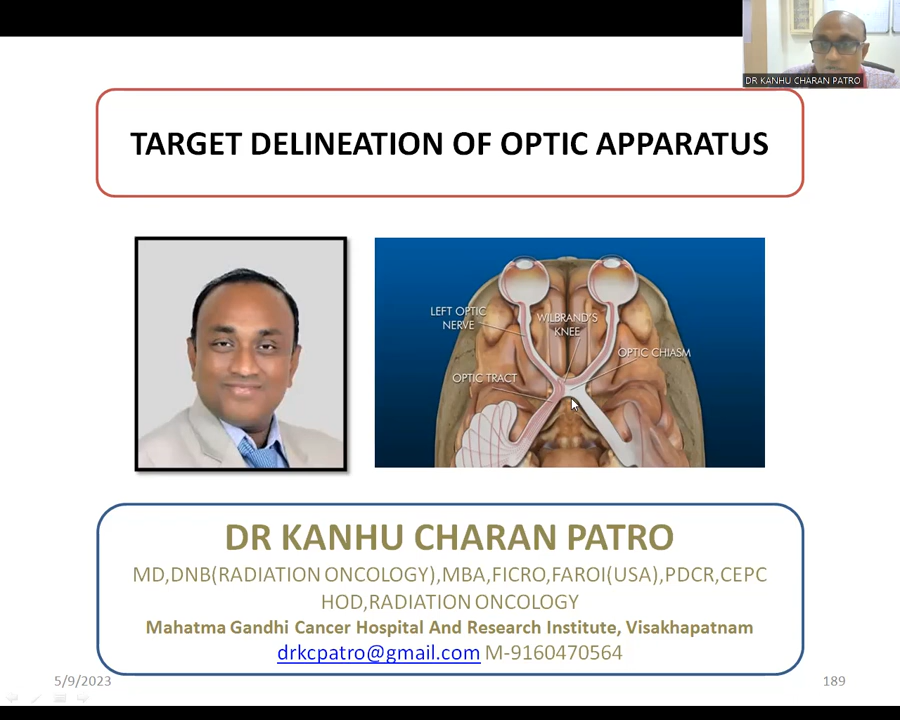 DR KANHU CHARAN PATRO
TARGET DELINEATION OF OPTIC APPARATUS
LEFT OPTIC
NERVE
WILBRAND'S
KNEE
OPTIC CHIASM
OPTIC TRACT
DR KANHU CHARAN PATRO
MD,DNB(RADIATION ONCOLOGY),MBA,FICRO,FAROI(USA),PDCR,CEPC
HOD,RADIATION ONCOLOGY
Mahatma Gandhi Cancer Hospital And Research Institute, Visakhapatnam
drkcpatro@gmail.com M-9160470564
5/9/2023
189